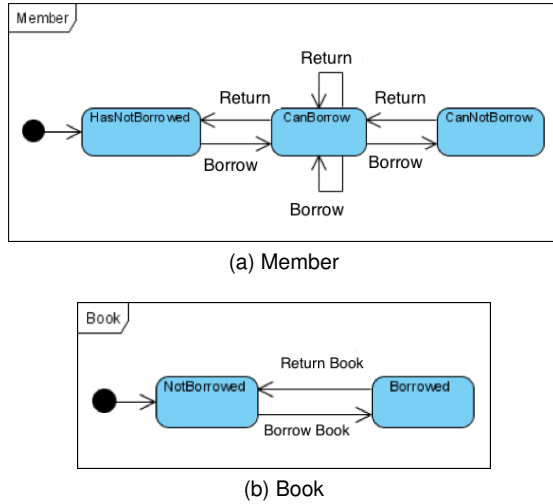 Member
Return
Return
Return
HasNotBorrowed
CanBorrow
CanNotBorrow
Borrow
Borrow
Borrow
(a) Member
Book
Return Book
NotBorrowed
Borrowed
Borrow Book
(b) Book